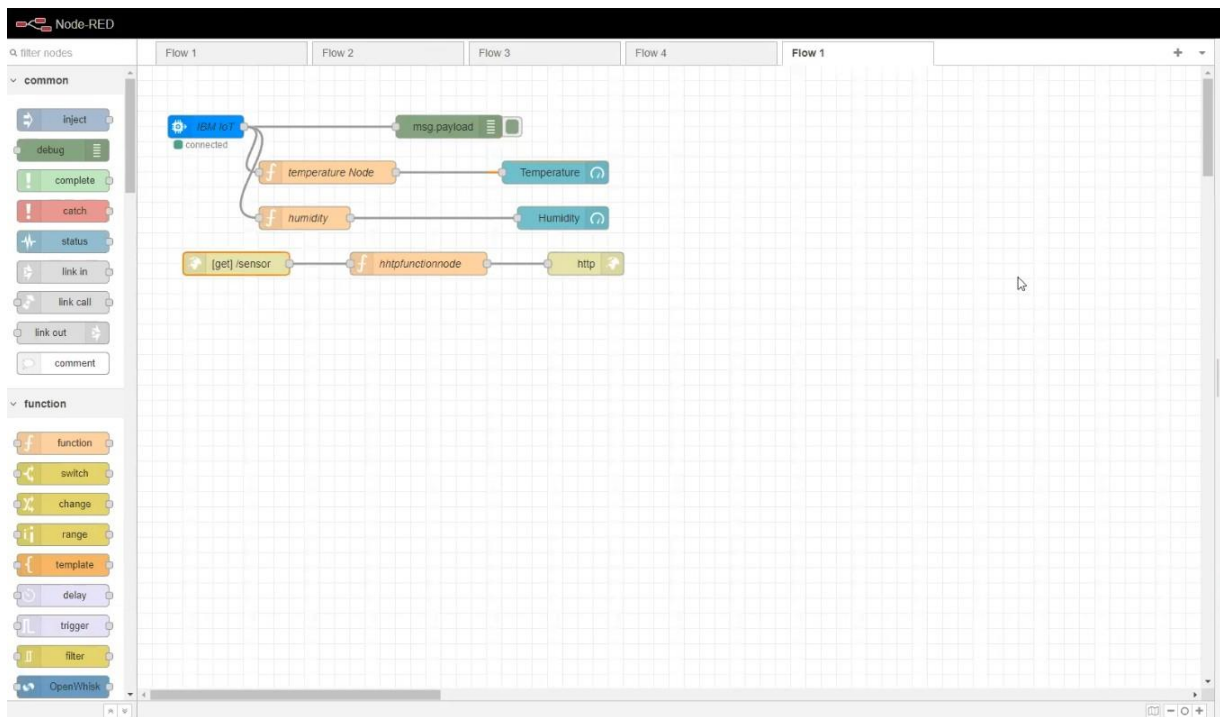 Node-RED
filter nodes
Flow 1
Flow 2
Flow 3
Flow 4
Flow 1
common
inject
debug
complete
catch
status
link in
link call
link out
comment
function
function
switch
change
range
template
delay
trigger
filter
OpenWhisk
IBM IoT
connected
msg.payload
temperature Node
Temperature
humidity
Humidity
[get] /sensor
hhtpfunctionnode
http